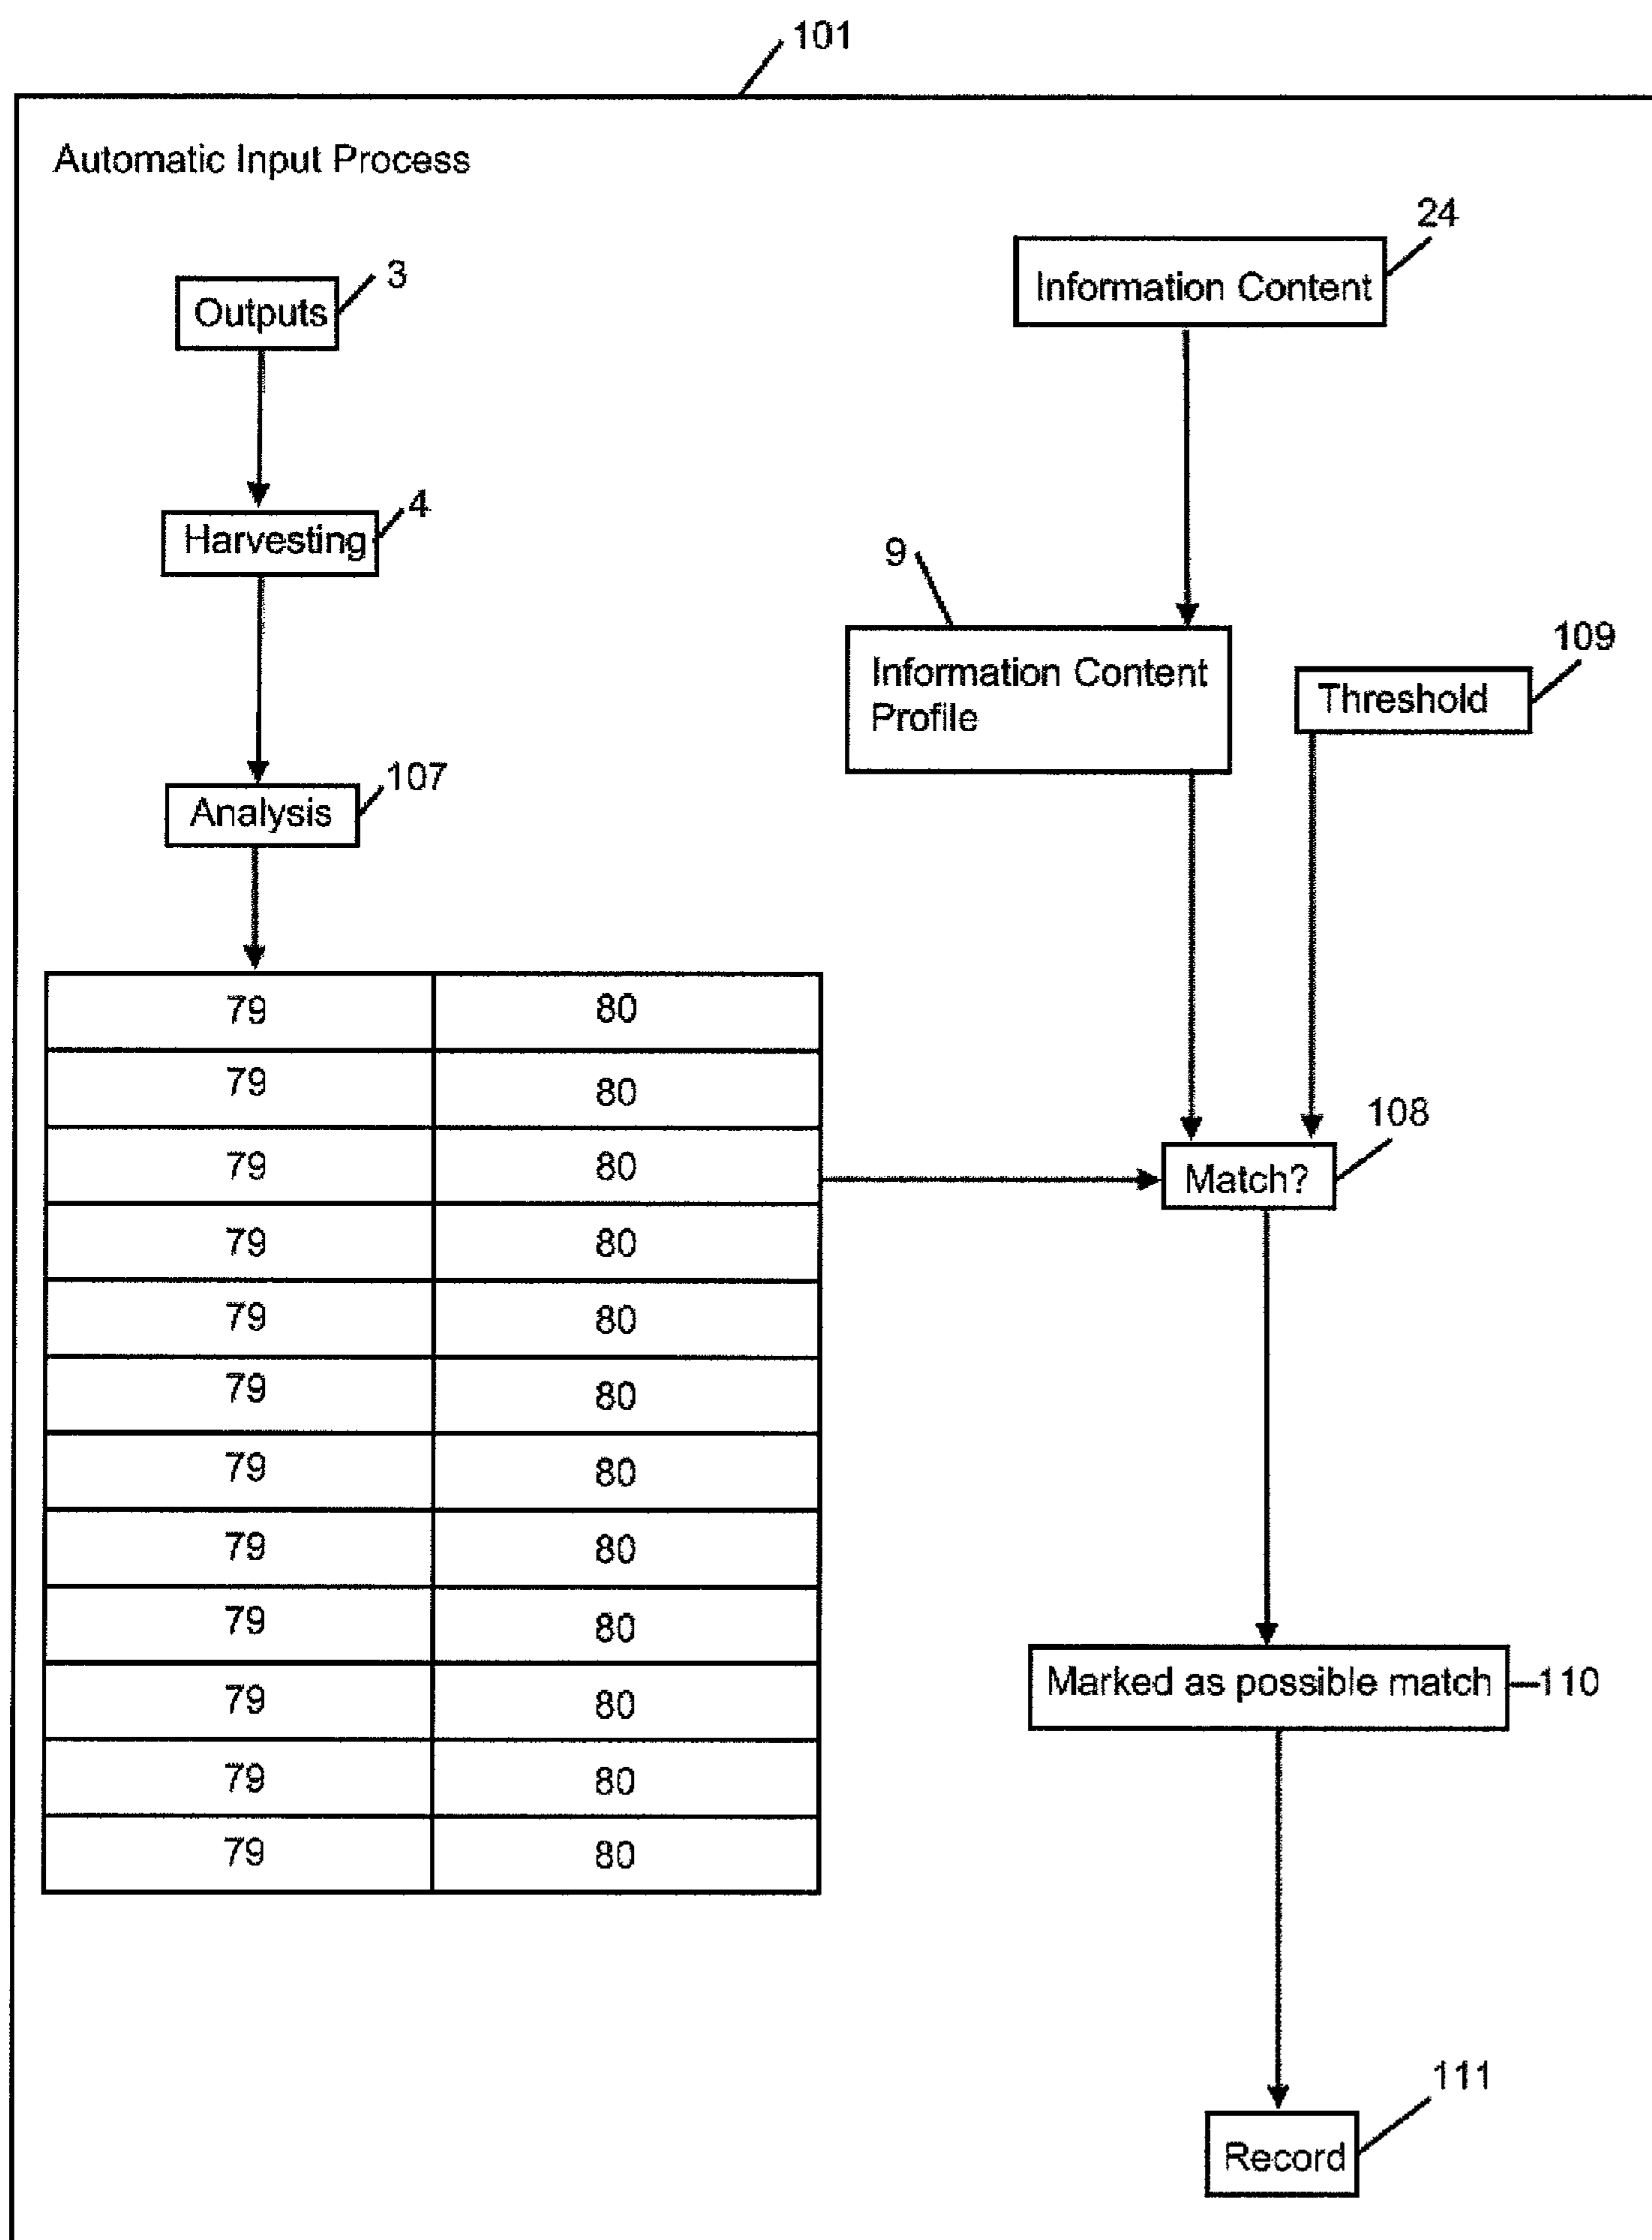 101
Automatic Input Process
24
Information Content
3
Outputs
4
Harvesting
9
Information Content
Profile
109
Threshold
107
Analysis
79 80
79 80
79 80
79 80
79 80
79 80
79 80
79 80
79 80
79 80
79 80
79 80
108
Match?
Marked as possible match
110
111
Record